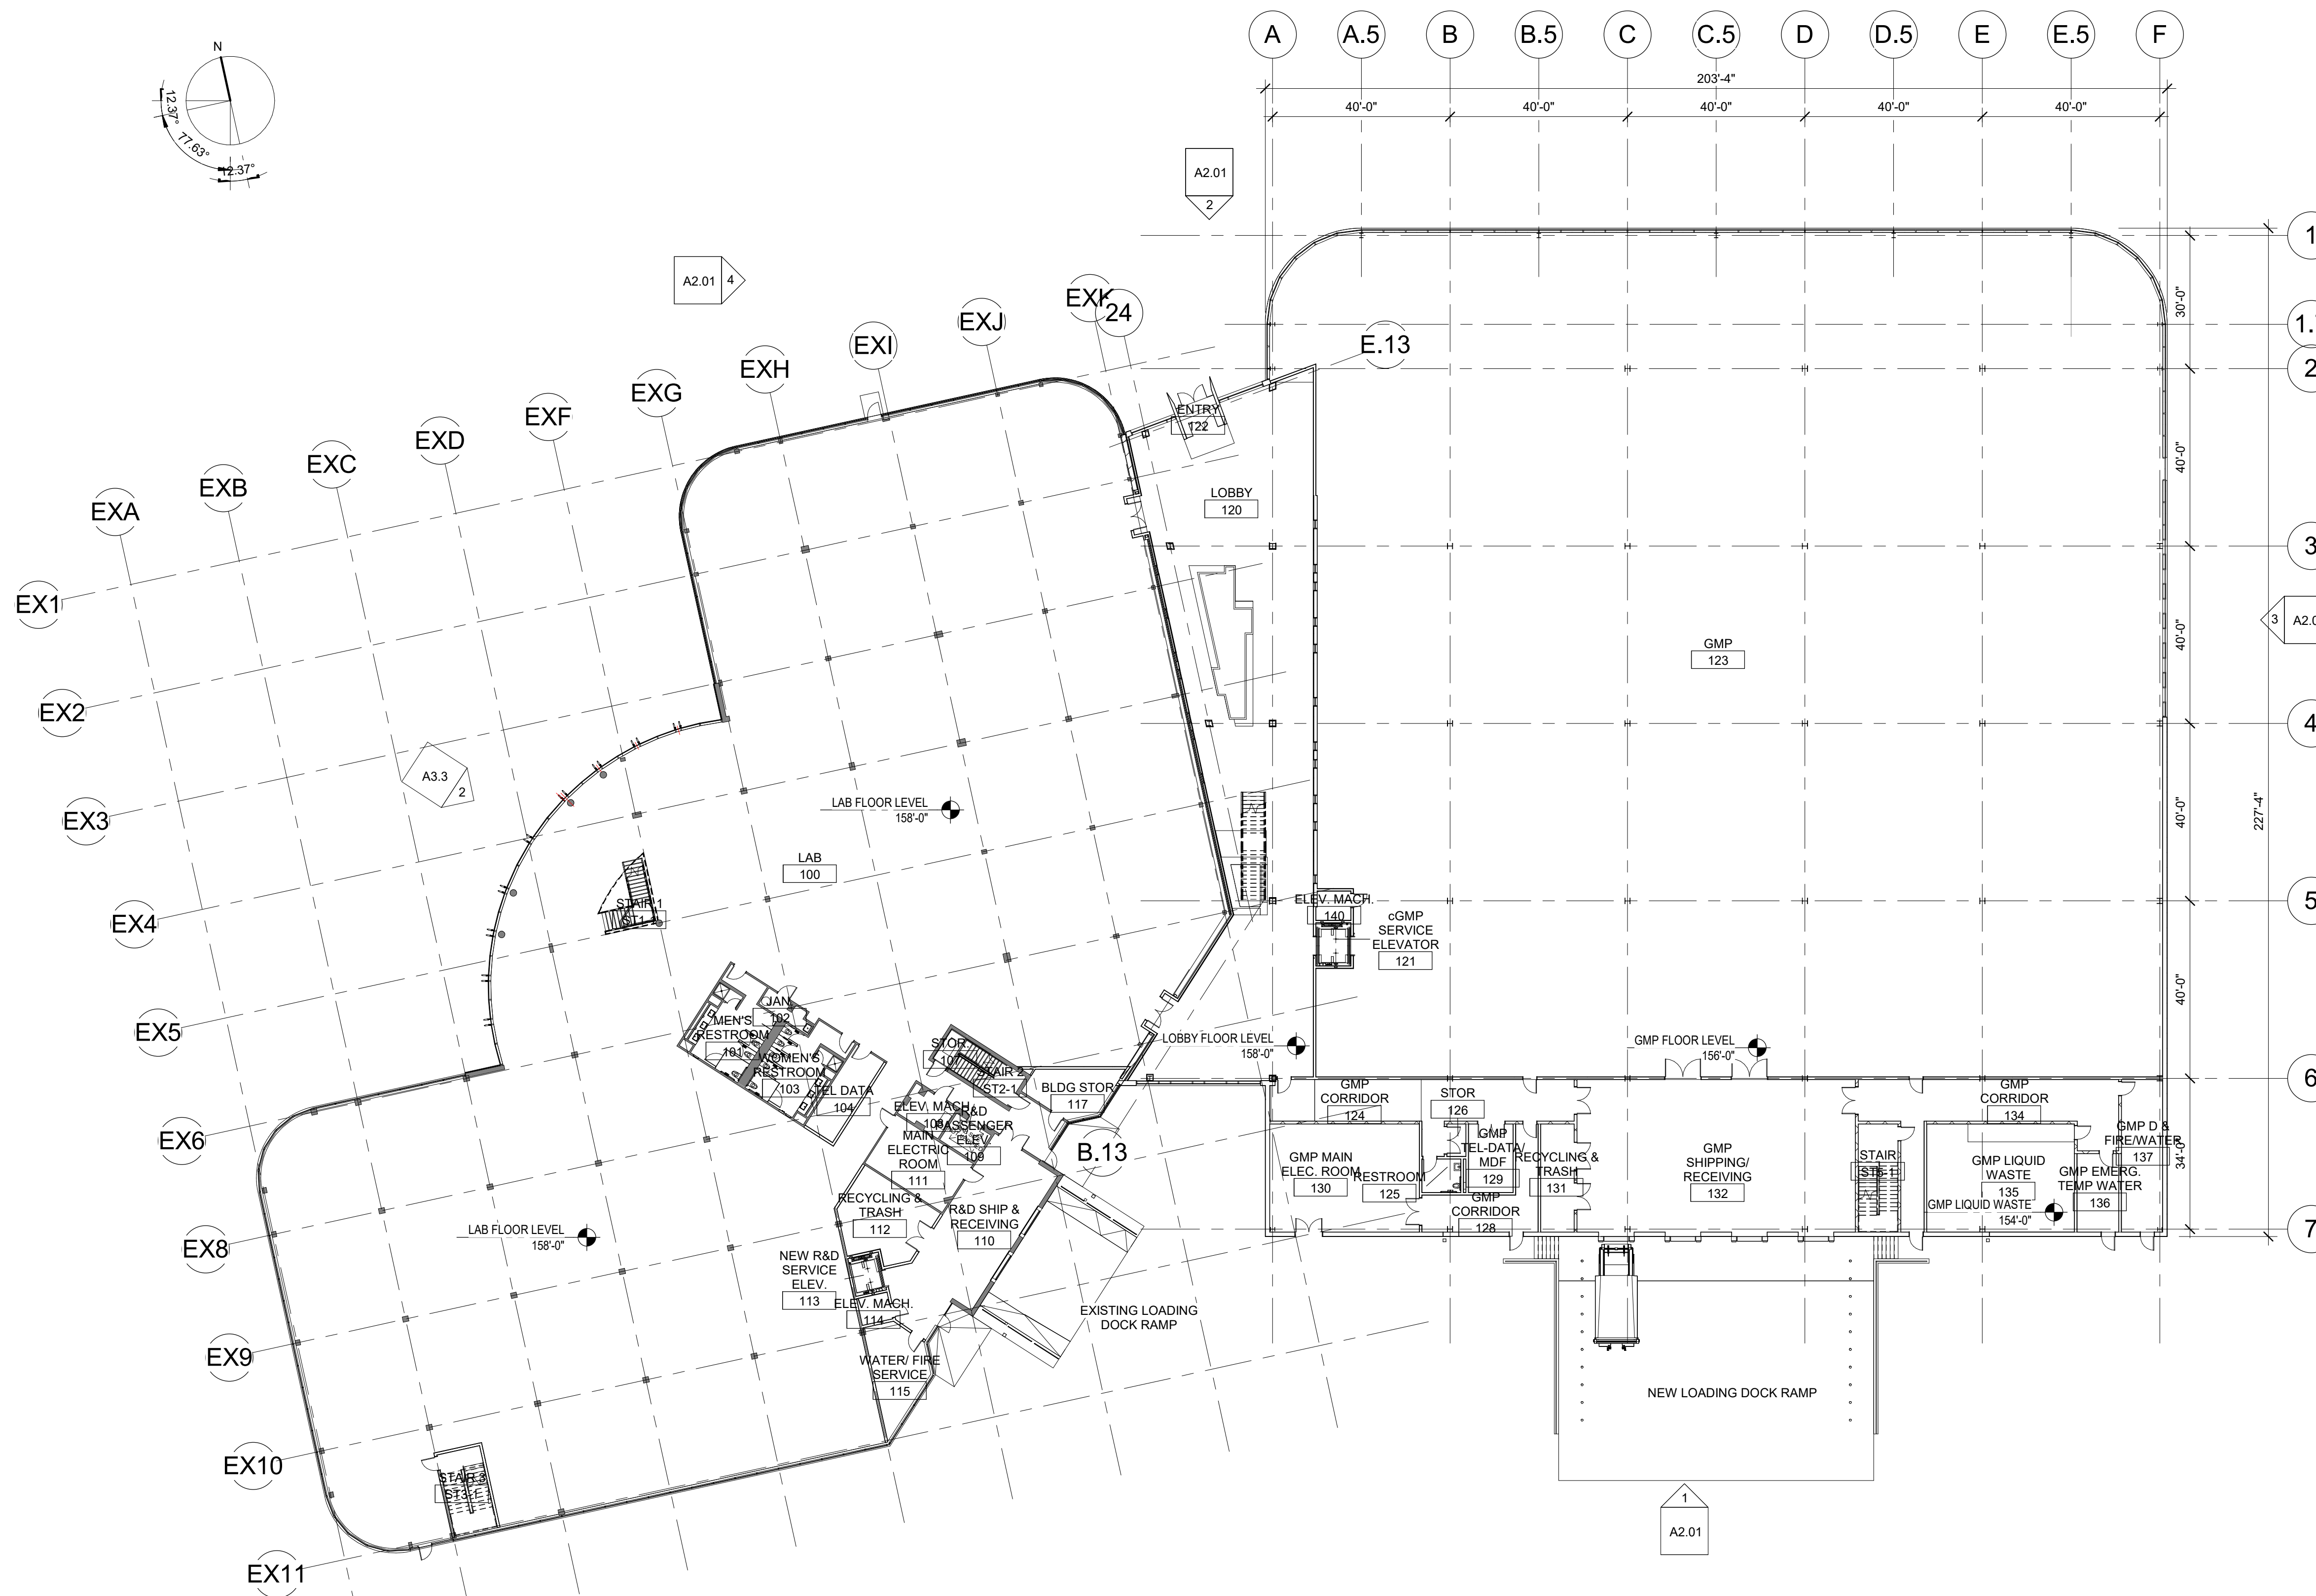 A
A.5
B
B.5
C
C.5
D
D.5
E
E.5
F
N
12.37°
77.63°
12.37°
203'-4"
40'-0"
40'-0"
40'-0"
40'-0"
40'-0"
A2.01
2
A2.01
4
1
30'-0"
2
40'-0"
3
40'-0"
3
4
40'-0"
227'-4"
5
40'-0"
6
34'-0"
7
EXA
EXB
EXC
EXD
EXF
EXG
EXH
EXI
EXJ
EXK
24
E.13
EX1
EX2
EX3
EX4
EX5
EX6
EX8
EX9
EX10
EX11
B.13
A3.3
2
ENTRY
122
LOBBY
120
GMP
123
LAB FLOOR LEVEL
158'-0"
LAB
100
STAIR 1
ELEV. MACH.
140
cGMP
SERVICE
ELEVATOR
121
JAN.
102
MEN'S
RESTROOM
101
WOMEN'S
RESTROOM
103
TEL DATA
104
STOR
107
STAIR 2
ST2-1
BLDG STOR
117
LOBBY FLOOR LEVEL
158'-0"
GMP FLOOR LEVEL
156'-0"
ELEV. MACH.
R&D
PASSENGER
ELEV.
109
MAIN
ELECTRIC
ROOM
111
RECYCLING &
TRASH
112
R&D SHIP &
RECEIVING
110
LAB FLOOR LEVEL
158'-0"
NEW R&D
SERVICE
ELEV.
113
ELEV. MACH.
114
WATER/ FIRE
SERVICE
115
EXISTING LOADING
DOCK RAMP
STAIR 3
ST3-1
GMP
CORRIDOR
124
STOR
126
GMP
CORRIDOR
134
GMP MAIN
ELEC. ROOM
130
RESTROOM
125
GMP
TEL-DATA/
MDF
129
GMP
CORRIDOR
128
RECYCLING &
TRASH
131
GMP
SHIPPING/
RECEIVING
132
STAIR
GMP LIQUID
WASTE
135
GMP LIQUID WASTE
154'-0"
GMP D &
FIRE/WATER
137
GMP EMERG.
TEMP WATER
136
NEW LOADING DOCK RAMP
1
A2.01